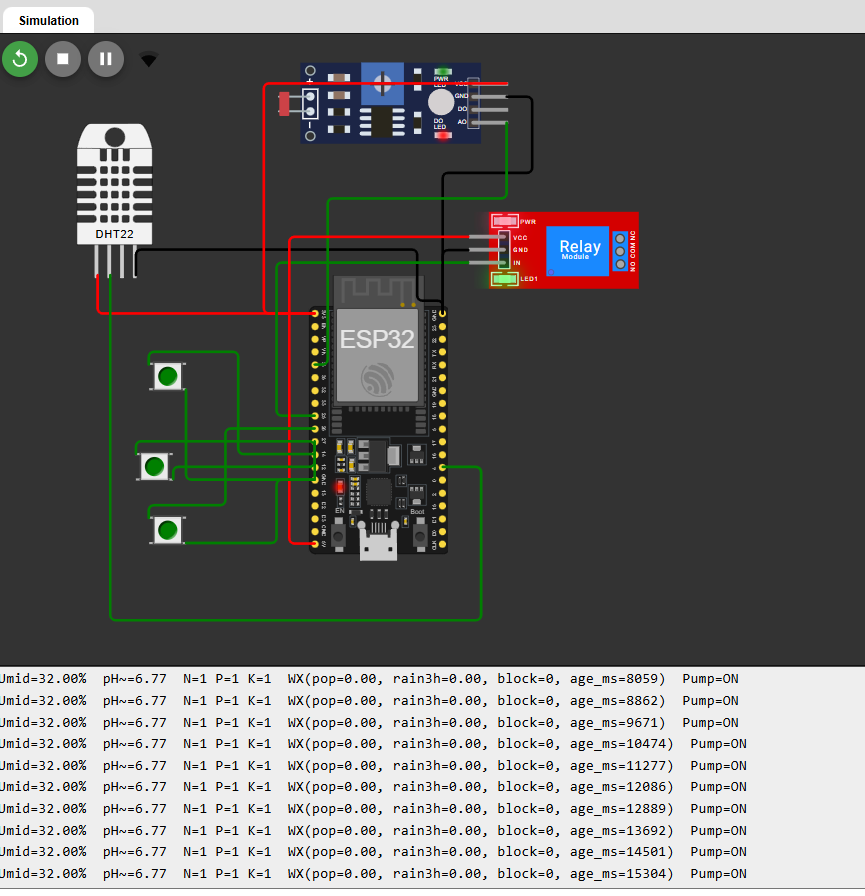 Simulation
PWR
LED
VCC
GND
DO
AO
DO
LED
DHT22
PWR
VCC
GND
IN
LED1
Relay
Module
NO COM NC
ESP32
EN
Boot
Umid=32.00%  pH~=6.77  N=1 P=1 K=1  WX(pop=0.00, rain3h=0.00, block=0, age_ms=8059)  Pump=ON
Umid=32.00%  pH~=6.77  N=1 P=1 K=1  WX(pop=0.00, rain3h=0.00, block=0, age_ms=8862)  Pump=ON
Umid=32.00%  pH~=6.77  N=1 P=1 K=1  WX(pop=0.00, rain3h=0.00, block=0, age_ms=9671)  Pump=ON
Umid=32.00%  pH~=6.77  N=1 P=1 K=1  WX(pop=0.00, rain3h=0.00, block=0, age_ms=10474)  Pump=ON
Umid=32.00%  pH~=6.77  N=1 P=1 K=1  WX(pop=0.00, rain3h=0.00, block=0, age_ms=11277)  Pump=ON
Umid=32.00%  pH~=6.77  N=1 P=1 K=1  WX(pop=0.00, rain3h=0.00, block=0, age_ms=12086)  Pump=ON
Umid=32.00%  pH~=6.77  N=1 P=1 K=1  WX(pop=0.00, rain3h=0.00, block=0, age_ms=12889)  Pump=ON
Umid=32.00%  pH~=6.77  N=1 P=1 K=1  WX(pop=0.00, rain3h=0.00, block=0, age_ms=13692)  Pump=ON
Umid=32.00%  pH~=6.77  N=1 P=1 K=1  WX(pop=0.00, rain3h=0.00, block=0, age_ms=14501)  Pump=ON
Umid=32.00%  pH~=6.77  N=1 P=1 K=1  WX(pop=0.00, rain3h=0.00, block=0, age_ms=15304)  Pump=ON